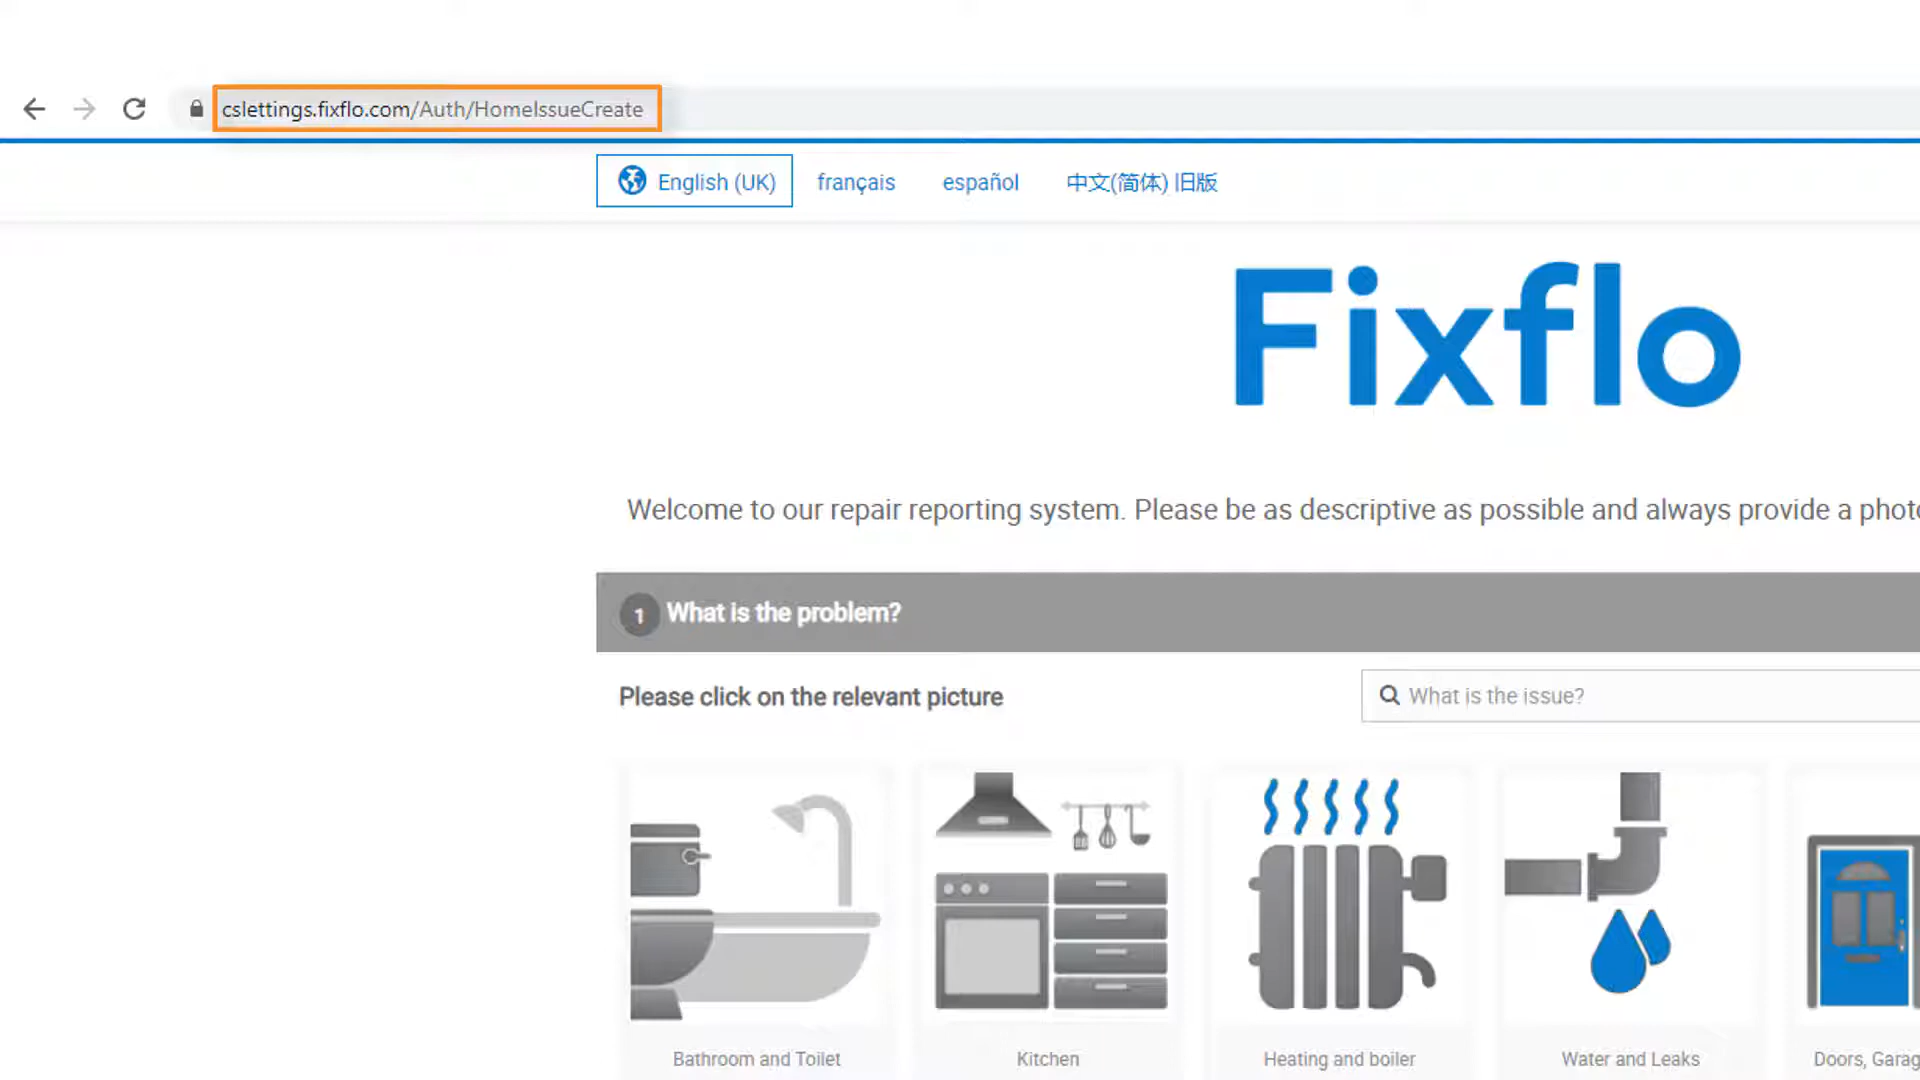 cslettings.fixflo.com/Auth/HomeIssueCreate
English (UK) français español 中文(简体) 旧版
Fixflo
Welcome to our repair reporting system. Please be as descriptive as possible and always provide a
1 What is the problem?
Please click on the relevant picture
What is the issue?
Bathroom and Toilet
Kitchen
Heating and boiler
Water and Leaks
Doors,